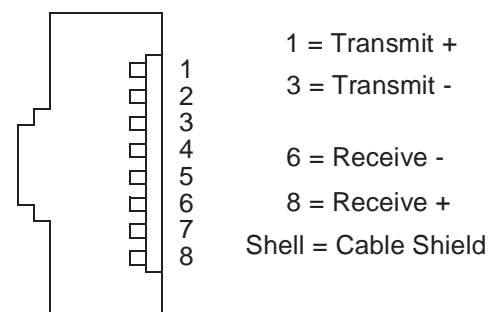 1
2
3
4
5
6
7
8
1 = Transmit +
3 = Transmit -
6 = Receive -
8 = Receive +
Shell = Cable Shield